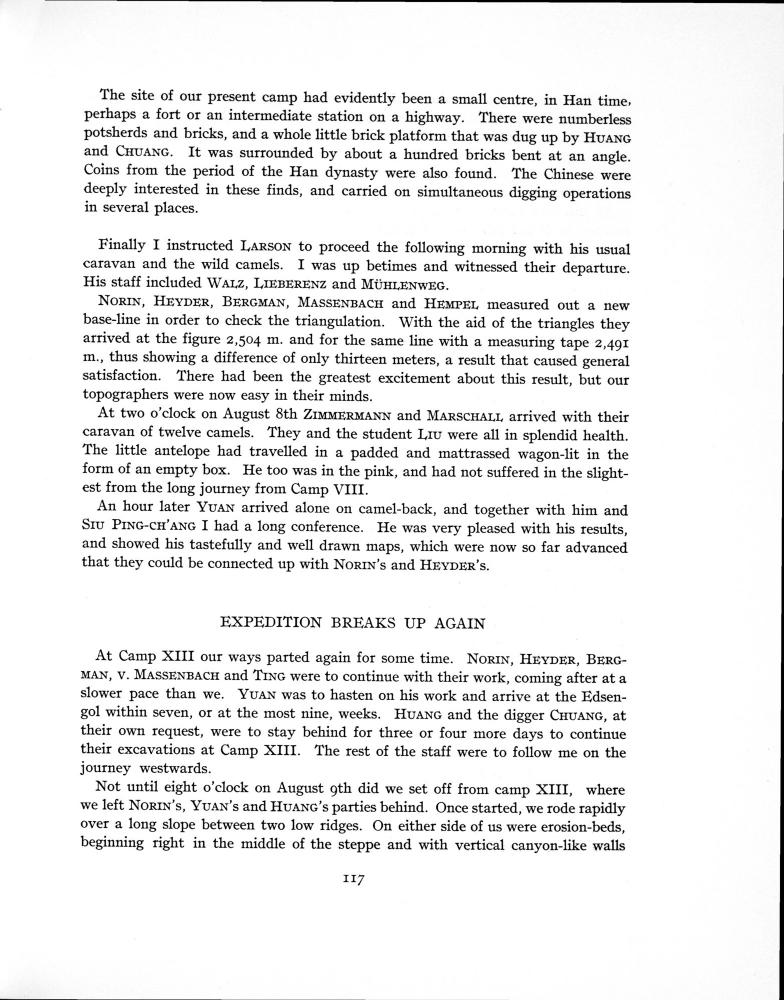 The site of our present camp had evidently been a small centre, in Han time,
perhaps a fort or an intermediate station on a highway. There were numberless
potsherds and bricks, and a whole little brick platform that was dug up by HUANG
and CHUANG. It was surrounded by about a hundred bricks bent at an angle.
Coins from the period of the Han dynasty were also found. The Chinese were
deeply interested in these finds, and carried on simultaneous digging operations
in several places.
Finally I instructed LARSON to proceed the following morning with his usual
caravan and the wild camels. I was up betimes and witnessed their departure.
His staff included WALZ, LIEBERENZ and MÜHLENWEG.
NORIN, HEYDER, BERGMAN, MASSENBACH and HEMPEL measured out a new
base-line in order to check the triangulation. With the aid of the triangles they
arrived at the figure 2,504 m. and for the same line with a measuring tape 2,491
m., thus showing a difference of only thirteen meters, a result that caused general
satisfaction. There had been the greatest excitement about this result, but our
topographers were now easy in their minds.
At two o'clock on August 8th ZIMMERMANN and MARSCHALL arrived with their
caravan of twelve camels. They and the student LIU were all in splendid health.
The little antelope had travelled in a padded and mattrassed wagon-lit in the
form of an empty box. He too was in the pink, and had not suffered in the slight-
est from the long journey from Camp VIII.
An hour later YUAN arrived alone on camel-back, and together with him and
SIU PING-CH'ANG I had a long conference. He was very pleased with his results,
and showed his tastefully and well drawn maps, which were now so far advanced
that they could be connected up with NORIN's and HEYDER's.
EXPEDITION BREAKS UP AGAIN
At Camp XIII our ways parted again for some time. NORIN, HEYDER, BERG-
MAN, V. MASSENBACH and TING were to continue with their work, coming after at a
slower pace than we. YUAN was to hasten on his work and arrive at the Edsen-
gol within seven, or at the most nine, weeks. HUANG and the digger CHUANG, at
their own request, were to stay behind for three or four more days to continue
their excavations at Camp XIII. The rest of the staff were to follow me on the
journey westwards.
Not until eight o'clock on August 9th did we set off from camp XIII, where
we left NORIN's, YUAN's and HUANG's parties behind. Once started, we rode rapidly
over a long slope between two low ridges. On either side of us were erosion-beds,
beginning right in the middle of the steppe and with vertical canyon-like walls
117